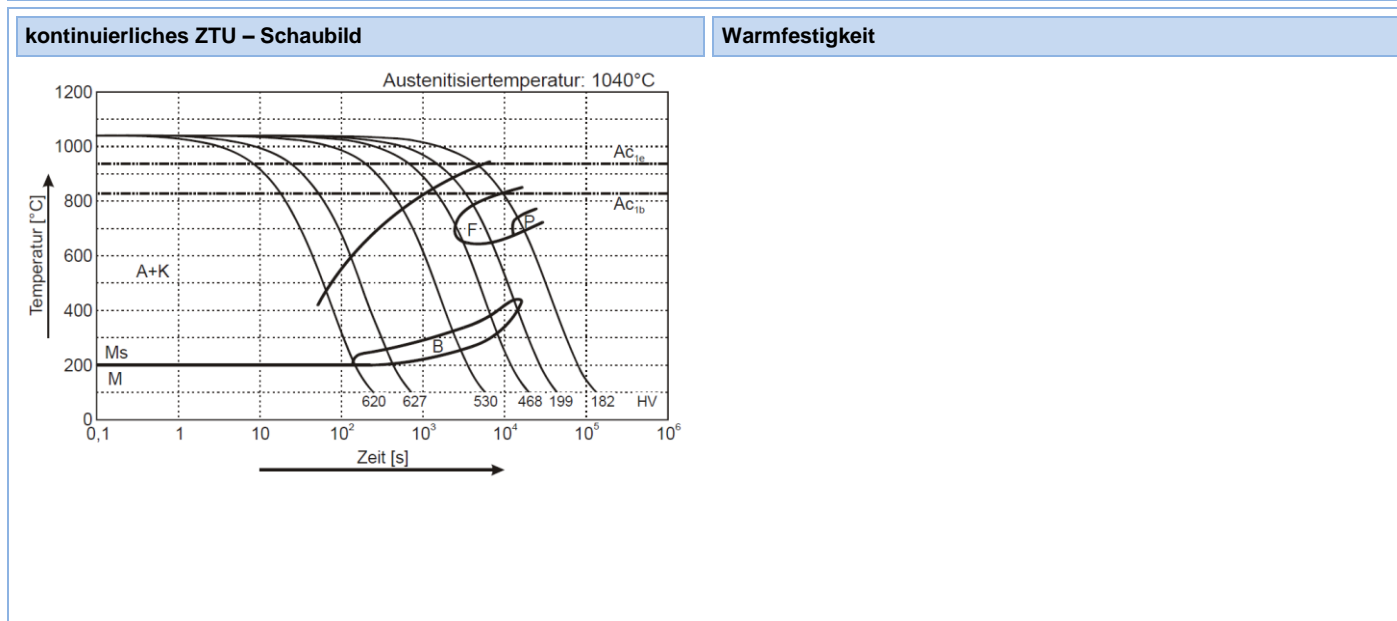 kontinuierliches ZTU – Schaubild
Warmfestigkeit
Austenitisiertemperatur: 1040°C
1200
1000
800
600
400
200
0
Temperatur [°C]
Ac1e
Ac1b
F
P
A+K
B
Ms
M
620 627 530 468 199 182 HV
0,1 1 10 10² 10³ 10⁴ 10⁵ 10⁶
Zeit [s]